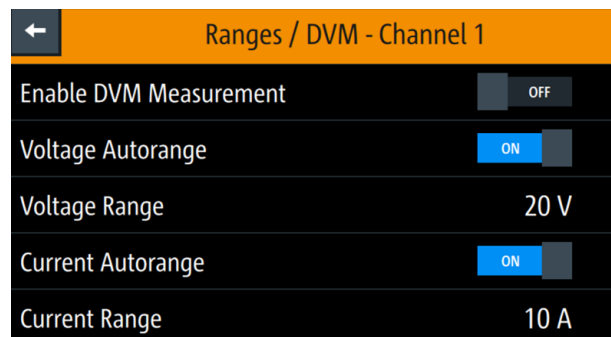 Ranges / DVM - Channel 1
Enable DVM Measurement OFF
Voltage Autorange ON
Voltage Range 20 V
Current Autorange ON
Current Range 10 A